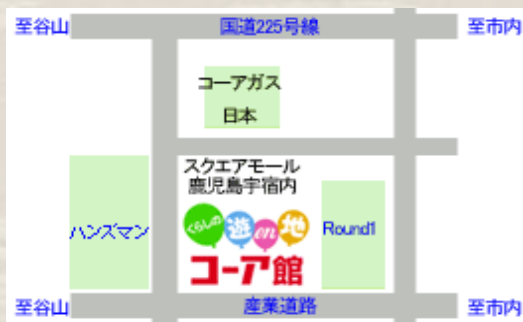 至谷山 国道225号線 至市内
コーアガス
日本
スクエアモール
鹿児島宇宿内
ハンズマン
くらしの遊en地
Round1
コーア館
至谷山 産業道路 至市内